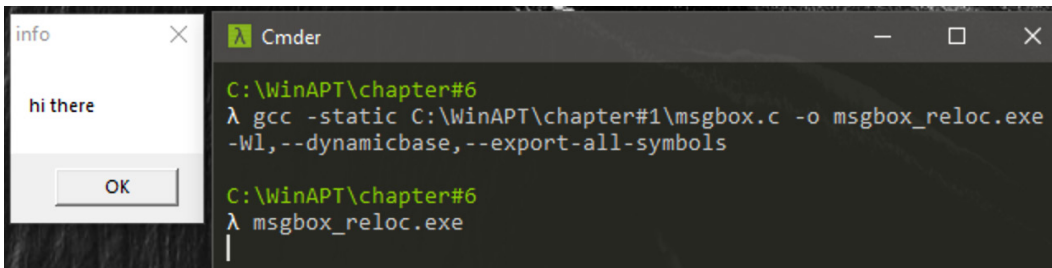 info
hi there
OK
λ Cmder
C:\WinAPT\chapter#6
λ gcc -static C:\WinAPT\chapter#1\msgbox.c -o msgbox_reloc.exe
-Wl,--dynamicbase,--export-all-symbols
C:\WinAPT\chapter#6
λ msgbox_reloc.exe